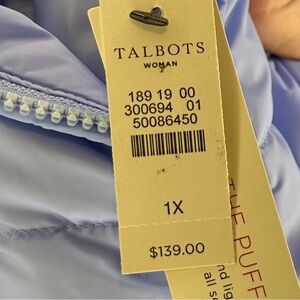 TALBOTS
WOMAN
189 19 00
300694 01
50086450
1X
$139.00
THE PUFF
nd lig
all s